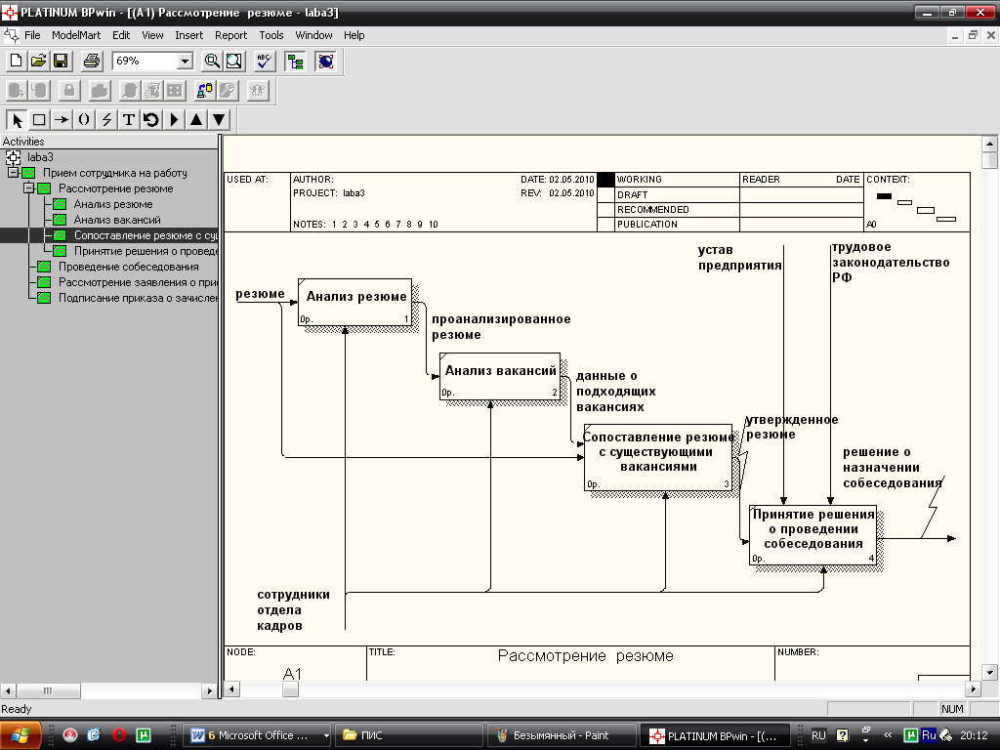 PLATINUM BPwin - [(A1) Рассмотрение резюме - laba3]
File ModelMart Edit View Insert Report Tools Window Help
69%
ABC
T
Activities
laba3
Прием сотрудника на работу
Рассмотрение резюме
Анализ резюме
Анализ вакансий
Сопоставление резюме с су
Принятие решения о прове
Проведение собеседования
Рассмотрение заявления о при
Подписание приказа о зачисле
USED AT:
AUTHOR:
DATE: 02.05.2010
PROJECT: laba3
REV: 02.05.2010
NOTES: 1 2 3 4 5 6 7 8 9 10
WORKING
DRAFT
RECOMMENDED
PUBLICATION
READER
DATE
CONTEXT:
A0
устав
предприятия
трудовое
законодательство
РФ
резюме
Анализ резюме
0р.
1
проанализированное
резюме
Анализ вакансий
0р.
2
данные о
подходящих
вакансиях
Сопоставление резюме
с существующими
вакансиями
0р.
3
утвержденное
резюме
решение о
назначении
собеседования
Принятие решения
о проведении
собеседования
0р.
4
сотрудники
отдела
кадров
NODE:
A1
TITLE:
Рассмотрение резюме
NUMBER:
Ready
NUM
6 Microsoft Office ...
ПИС
Безымянный - Paint
PLATINUM BPwin - [(...
RU
Ru
20:12